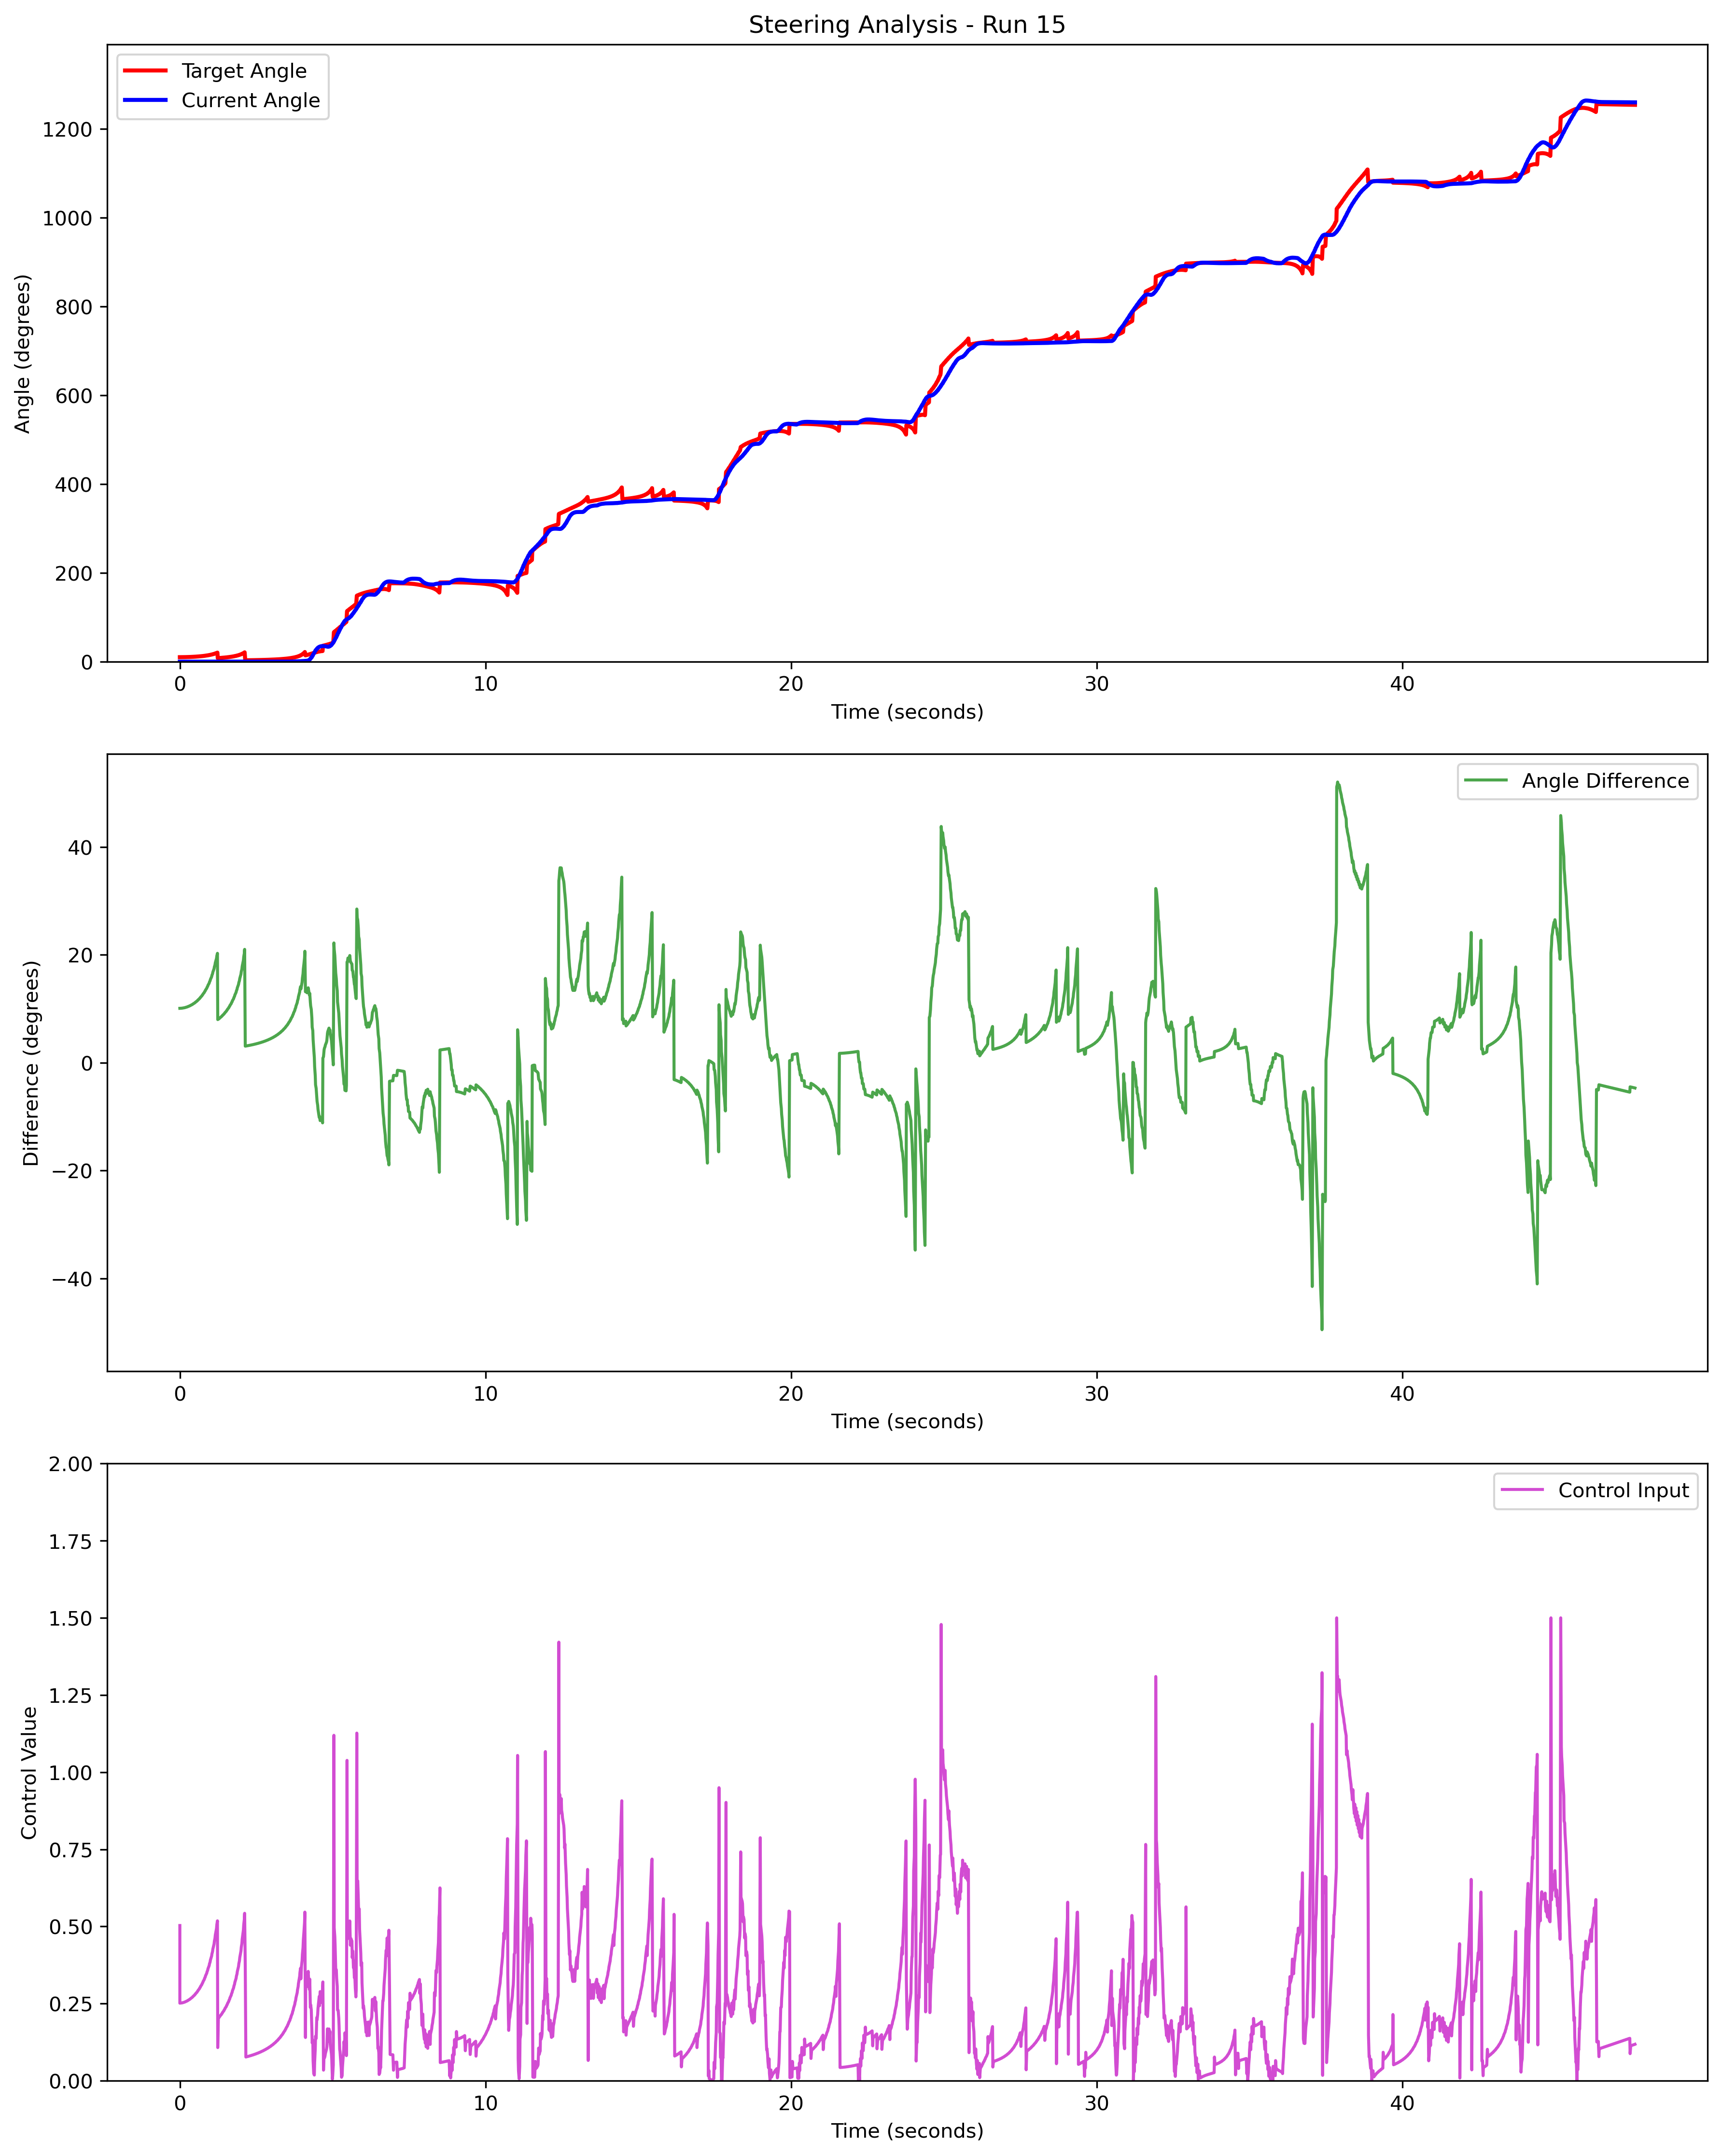 Steering Analysis - Run 15
Target Angle
Current Angle
Angle (degrees)
1200
1000
800
600
400
200
0
0 10 20 30 40
Time (seconds)
Angle Difference
Difference (degrees)
40
20
0
−20
−40
0 10 20 30 40
Time (seconds)
Control Input
Control Value
2.00
1.75
1.50
1.25
1.00
0.75
0.50
0.25
0.00
0 10 20 30 40
Time (seconds)